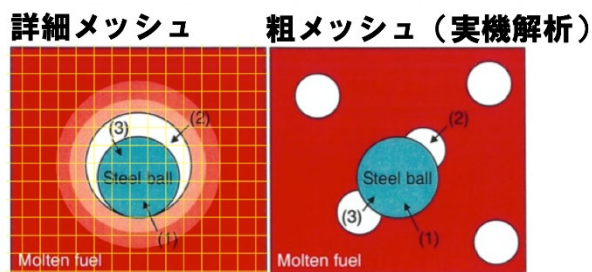 詳細メッシュ
粗メッシュ（実機解析）
(2)
(3)
Steel ball
(1)
Molten fuel
(2)
Steel ball
(3)
(1)
Molten fuel